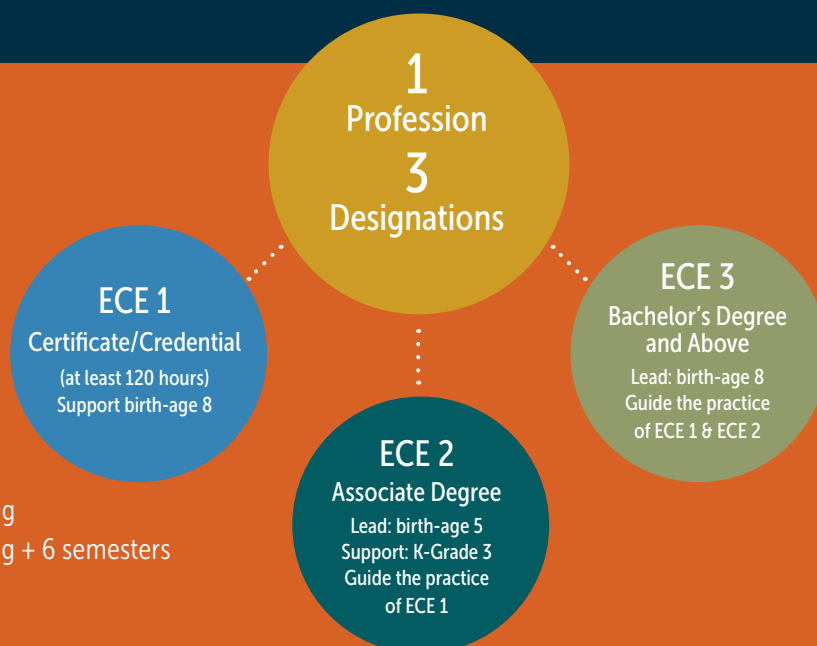 1
Profession
3
Designations
ECE 1
Certificate/Credential
(at least 120 hours)
Support birth-age 8
ECE 3
Bachelor's Degree
and Above
Lead: birth-age 8
Guide the practice
of ECE 1 & ECE 2
ECE 2
Associate Degree
Lead: birth-age 5
Support: K-Grade 3
Guide the practice
of ECE 1
g
g + 6 semesters